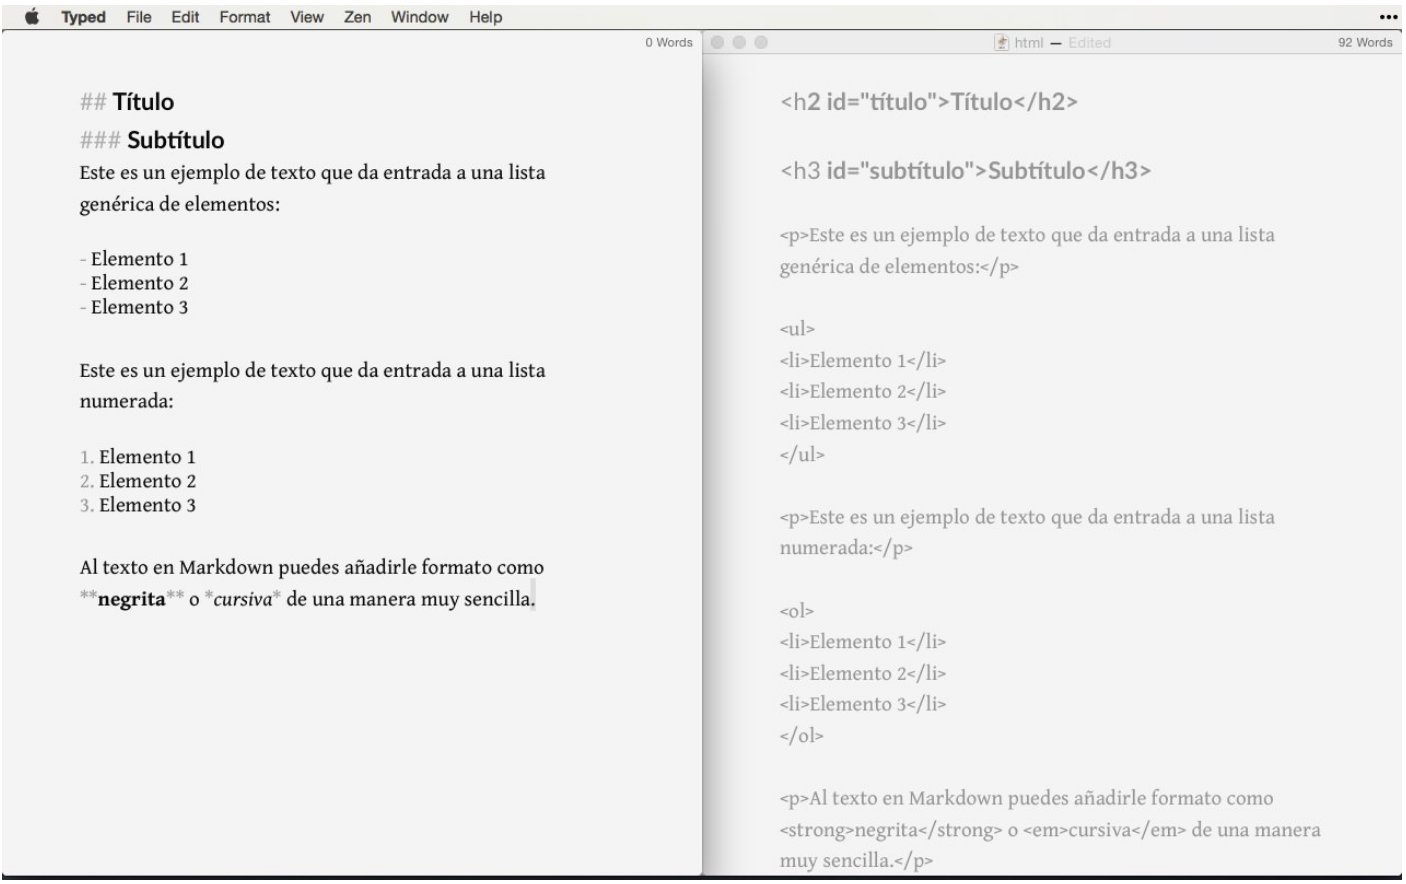 Typed File Edit Format View Zen Window Help •••
0 Words
## Título
### Subtítulo
Este es un ejemplo de texto que da entrada a una lista
genérica de elementos:
- Elemento 1
- Elemento 2
- Elemento 3
Este es un ejemplo de texto que da entrada a una lista
numerada:
1. Elemento 1
2. Elemento 2
3. Elemento 3
Al texto en Markdown puedes añadirle formato como
**negrita** o *cursiva* de una manera muy sencilla.
html — Edited
92 Words
<h2 id="título">Título</h2>
<h3 id="subtítulo">Subtítulo</h3>
<p>Este es un ejemplo de texto que da entrada a una lista
genérica de elementos:</p>
<ul>
<li>Elemento 1</li>
<li>Elemento 2</li>
<li>Elemento 3</li>
</ul>
<p>Este es un ejemplo de texto que da entrada a una lista
numerada:</p>
<ol>
<li>Elemento 1</li>
<li>Elemento 2</li>
<li>Elemento 3</li>
</ol>
<p>Al texto en Markdown puedes añadirle formato como
<strong>negrita</strong> o <em>cursiva</em> de una manera
muy sencilla.</p>